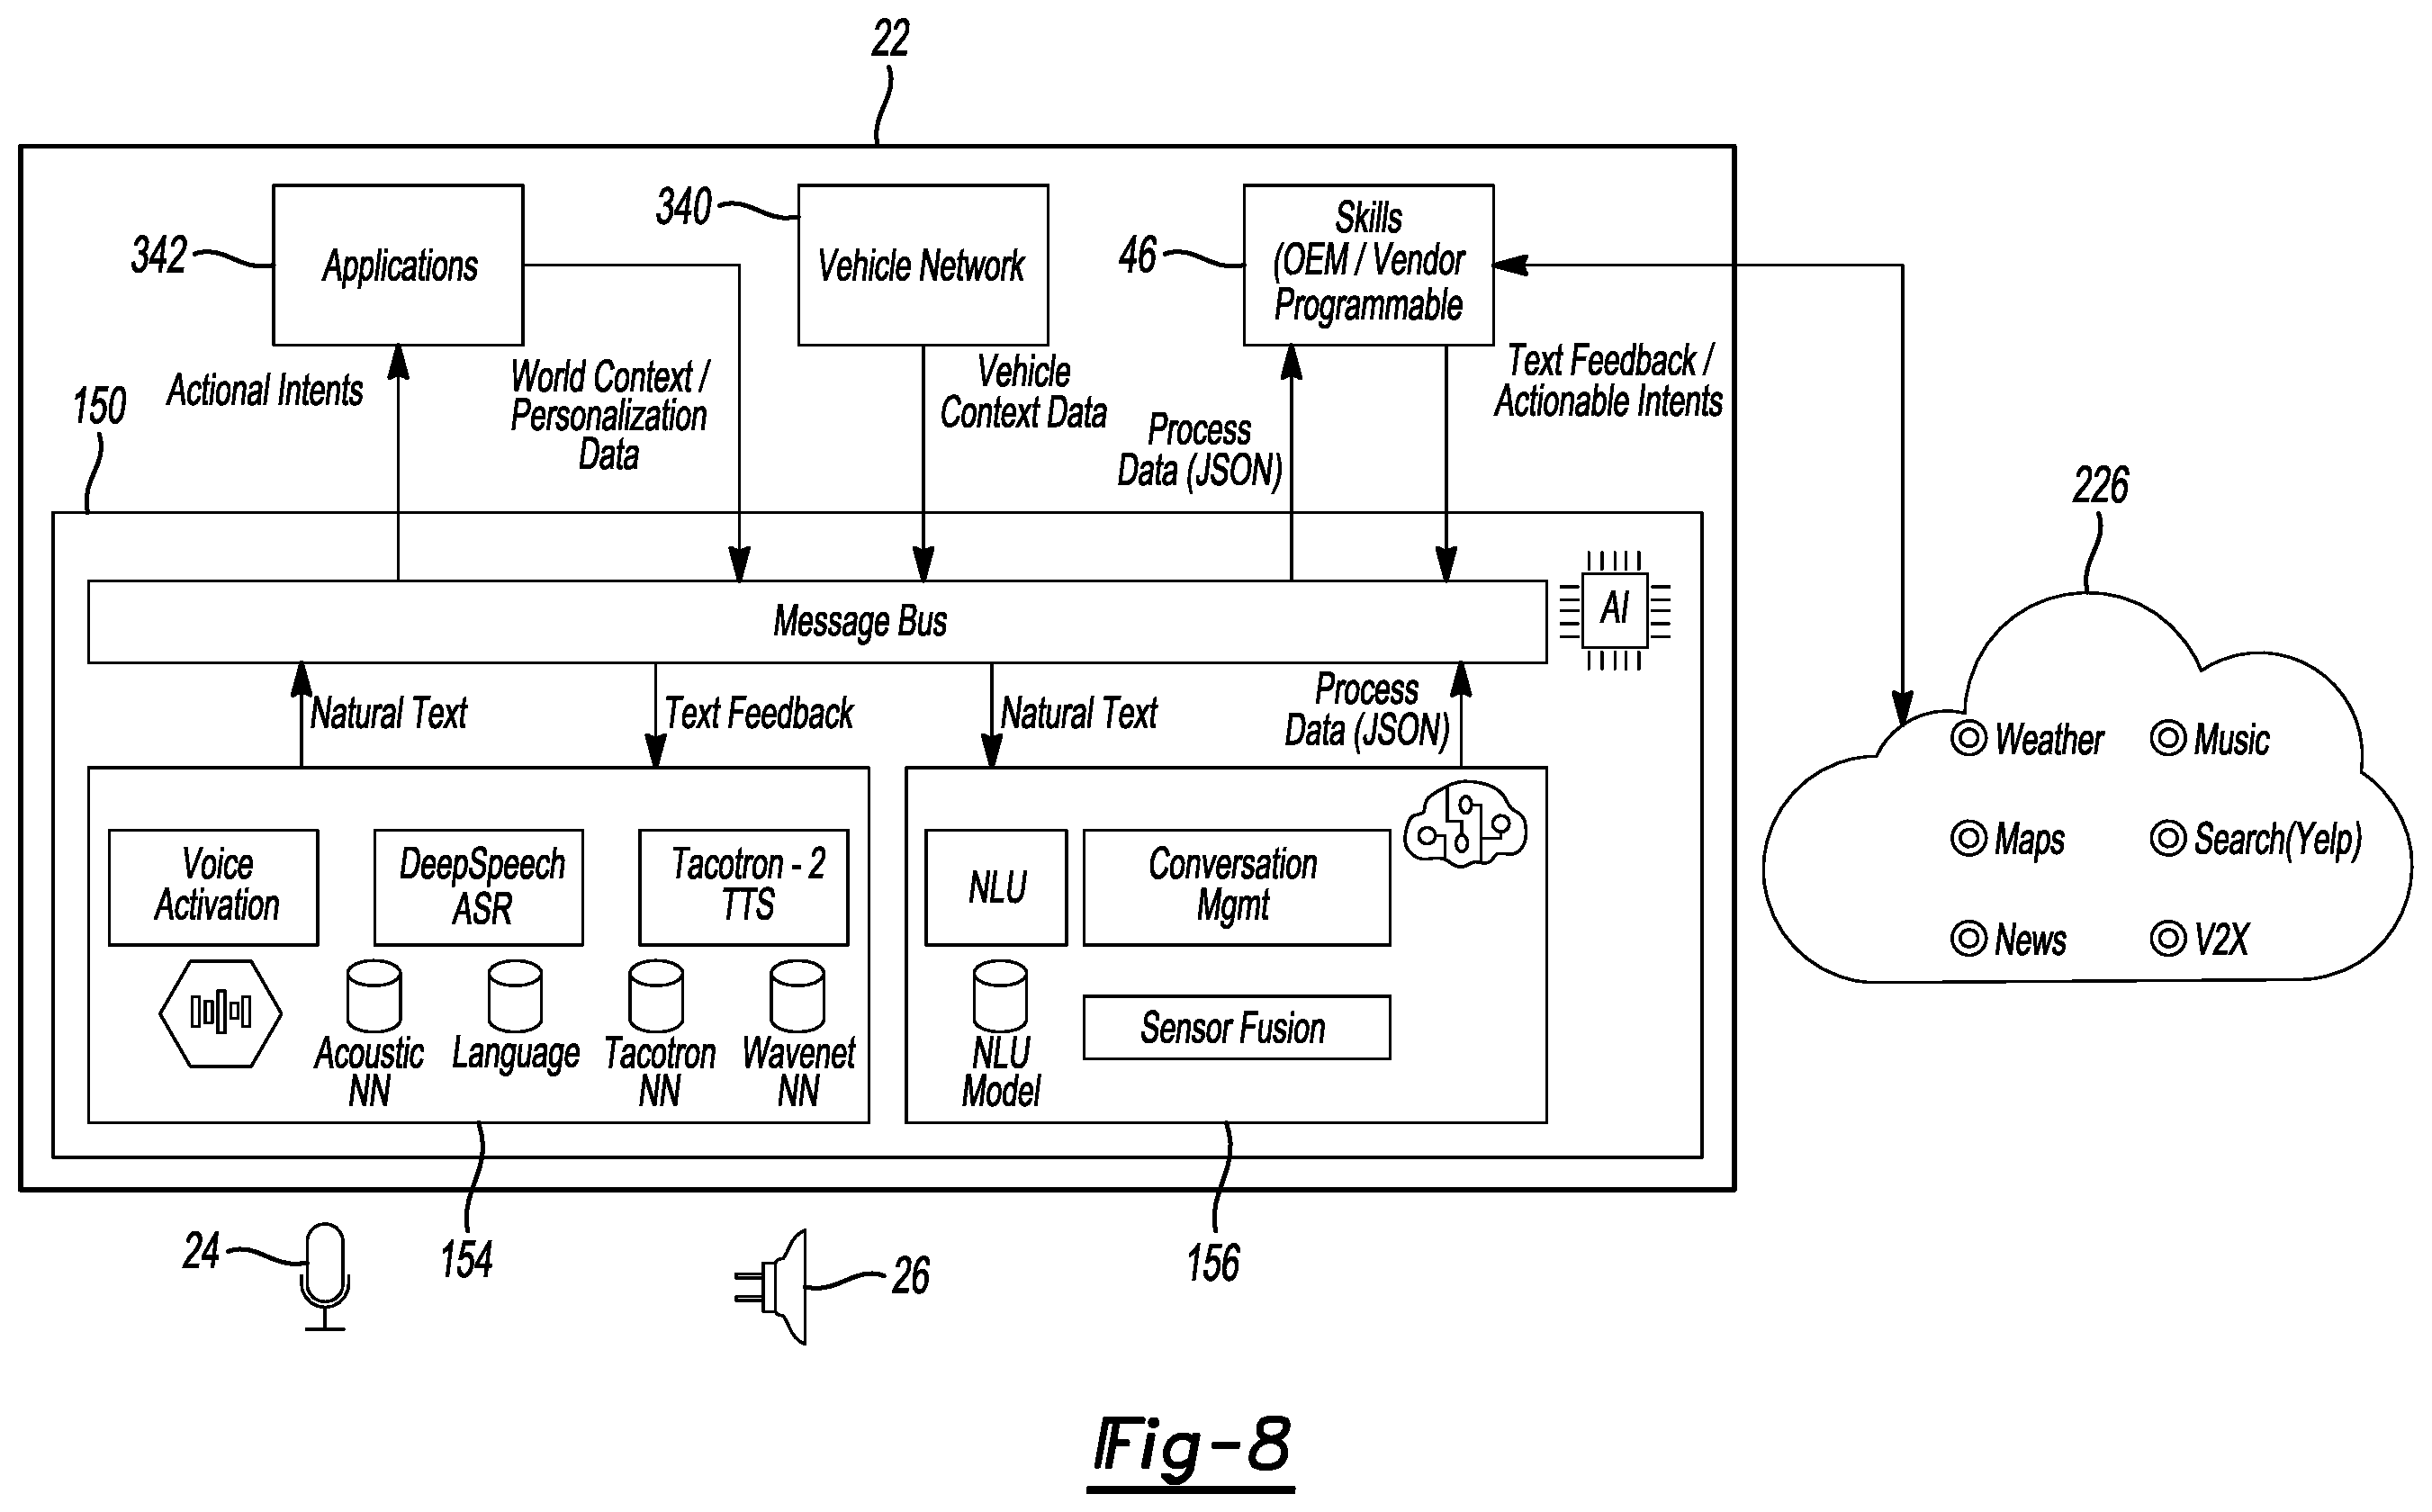 22
342
Applications
340
Vehicle Network
46
Skills
(OEM / Vendor
Programmable
150
Actional Intents
World Context /
Personalization
Data
Vehicle
Context Data
Process
Data (JSON)
Text Feedback /
Actionable Intents
226
Message Bus
AI
Natural Text
Text Feedback
Natural Text
Process
Data (JSON)
Weather
Music
Maps
Search(Yelp)
News
V2X
Voice
Activation
DeepSpeech
ASR
Tacotron - 2
TTS
NLU
Conversation
Mgmt
Sensor Fusion
Acoustic
NN
Language
Tacotron
NN
Wavenet
NN
NLU
Model
24
154
26
156
Fig-8